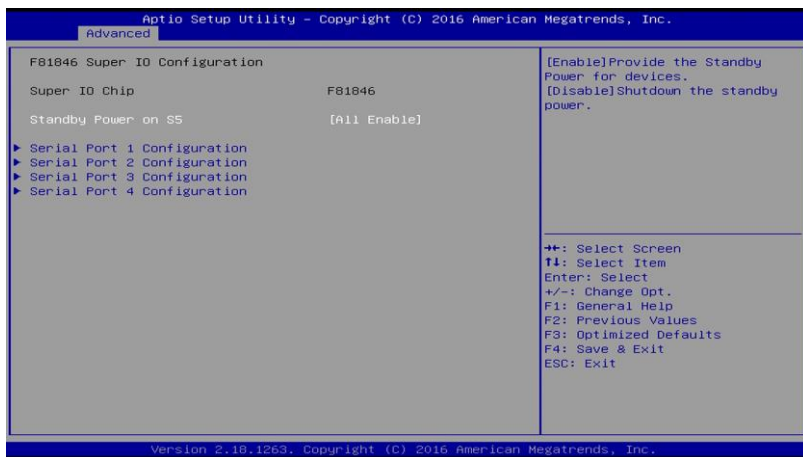 Aptio Setup Utility – Copyright (C) 2016 American Megatrends, Inc.
Advanced
F81846 Super IO Configuration
Super IO Chip F81846
Standby Power on S5 [All Enable]
► Serial Port 1 Configuration
► Serial Port 2 Configuration
► Serial Port 3 Configuration
► Serial Port 4 Configuration
[Enable]Provide the Standby
Power for devices.
[Disable]Shutdown the standby
power.
→←: Select Screen
↑↓: Select Item
Enter: Select
+/-: Change Opt.
F1: General Help
F2: Previous Values
F3: Optimized Defaults
F4: Save & Exit
ESC: Exit
Version 2.18.1263. Copyright (C) 2016 American Megatrends, Inc.